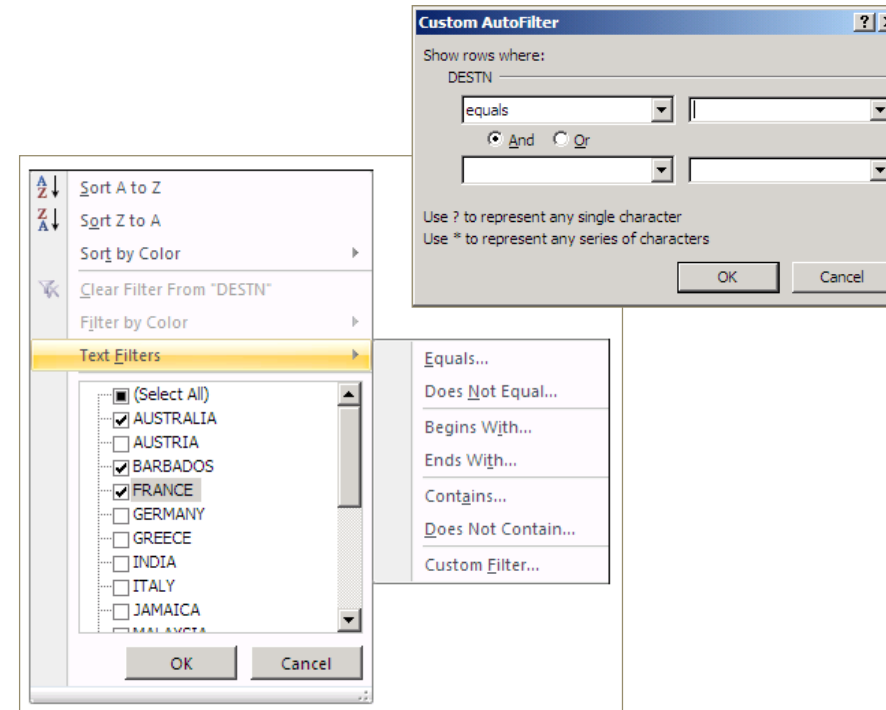 Custom AutoFilter
Show rows where:
DESTN
equals
And Or
Use ? to represent any single character
Use * to represent any series of characters
OK Cancel
Sort A to Z
Sort Z to A
Sort by Color
Clear Filter From "DESTN"
Filter by Color
Text Filters
(Select All)
AUSTRALIA
AUSTRIA
BARBADOS
FRANCE
GERMANY
GREECE
INDIA
ITALY
JAMAICA
OK Cancel
Equals...
Does Not Equal...
Begins With...
Ends With...
Contains...
Does Not Contain...
Custom Filter...